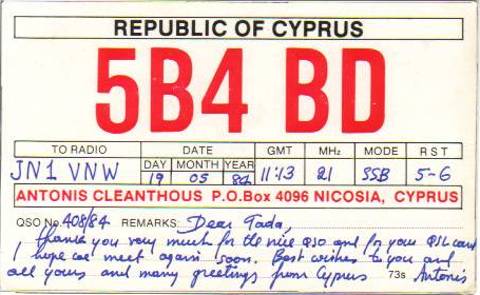 REPUBLIC OF CYPRUS
5B4 BD
TO RADIO DATE GMT MHz MODE R S T
DAY MONTH YEAR
JN1 VNW 19 05 84 11:13 21 SSB 5-6
ANTONIS CLEANTHOUS P.O.Box 4096 NICOSIA, CYPRUS
QSO No 408/84 REMARKS: Dear Tada,
thank you very much for the nice QSO and for your QSL card
I hope we meet again soon. Best wishes to you and
all yours and many greetings from Cyprus 73s Antonis